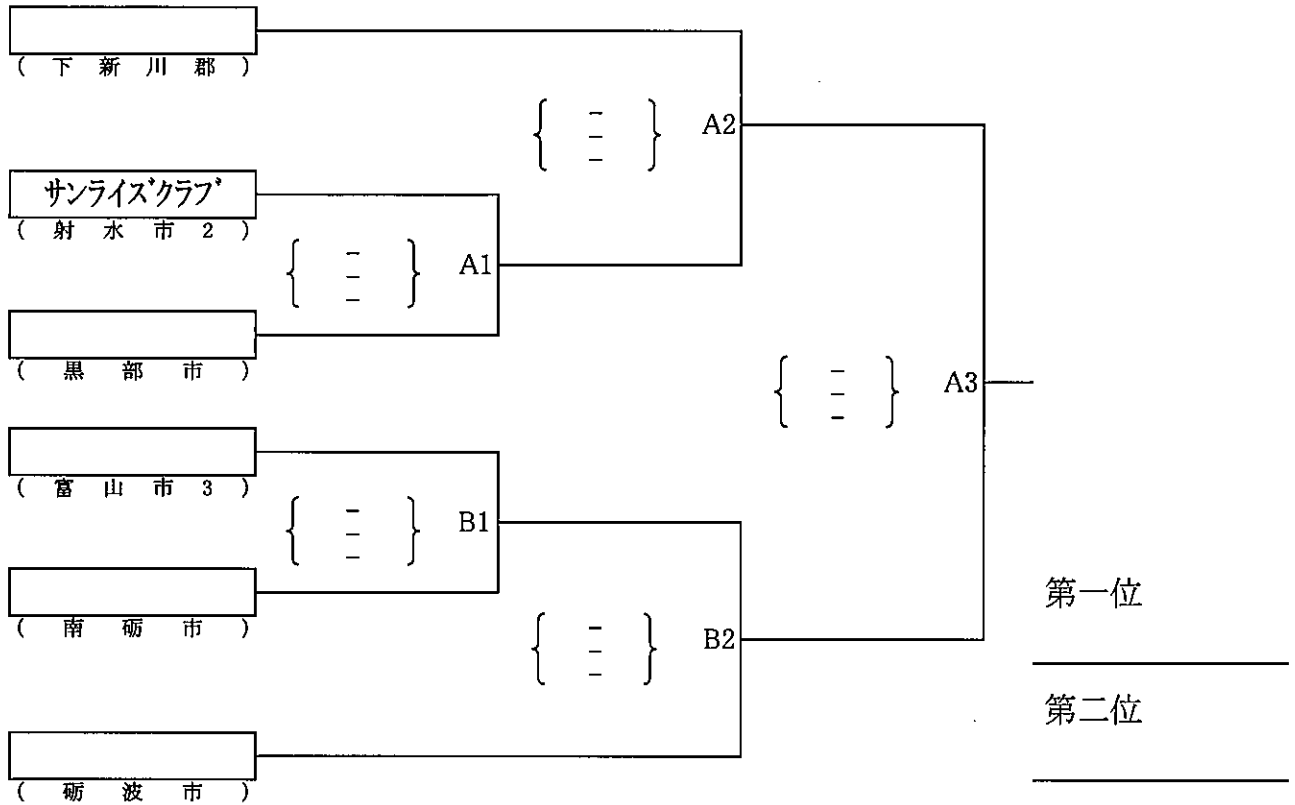 (下新川郡)
{ - - - } A2
サンライズクラブ
(射水市2)
{ - - - } A1
(黒部市)
{ - - - } A3
(富山市3)
{ - - - } B1
(南砺市)
第一位
{ - - - } B2
第二位
(砺波市)